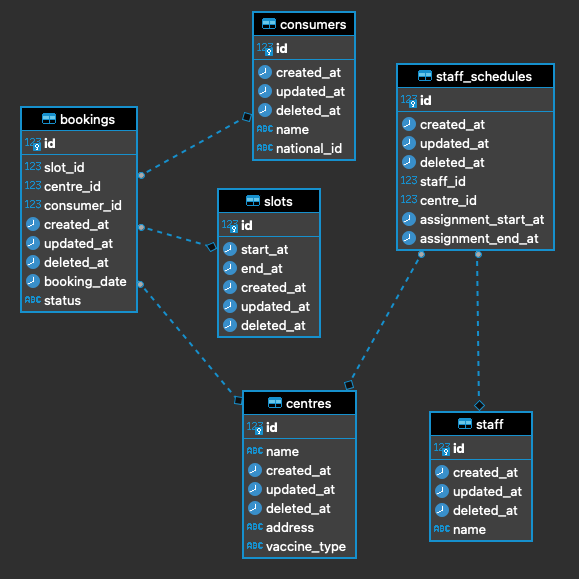 consumers
123 id
created_at
updated_at
deleted_at
ABC name
ABC national_id
staff_schedules
123 id
created_at
updated_at
deleted_at
123 staff_id
123 centre_id
assignment_start_at
assignment_end_at
bookings
123 id
123 slot_id
123 centre_id
123 consumer_id
created_at
updated_at
deleted_at
booking_date
ABC status
slots
123 id
start_at
end_at
created_at
updated_at
deleted_at
centres
123 id
ABC name
created_at
updated_at
deleted_at
ABC address
ABC vaccine_type
staff
123 id
created_at
updated_at
deleted_at
ABC name